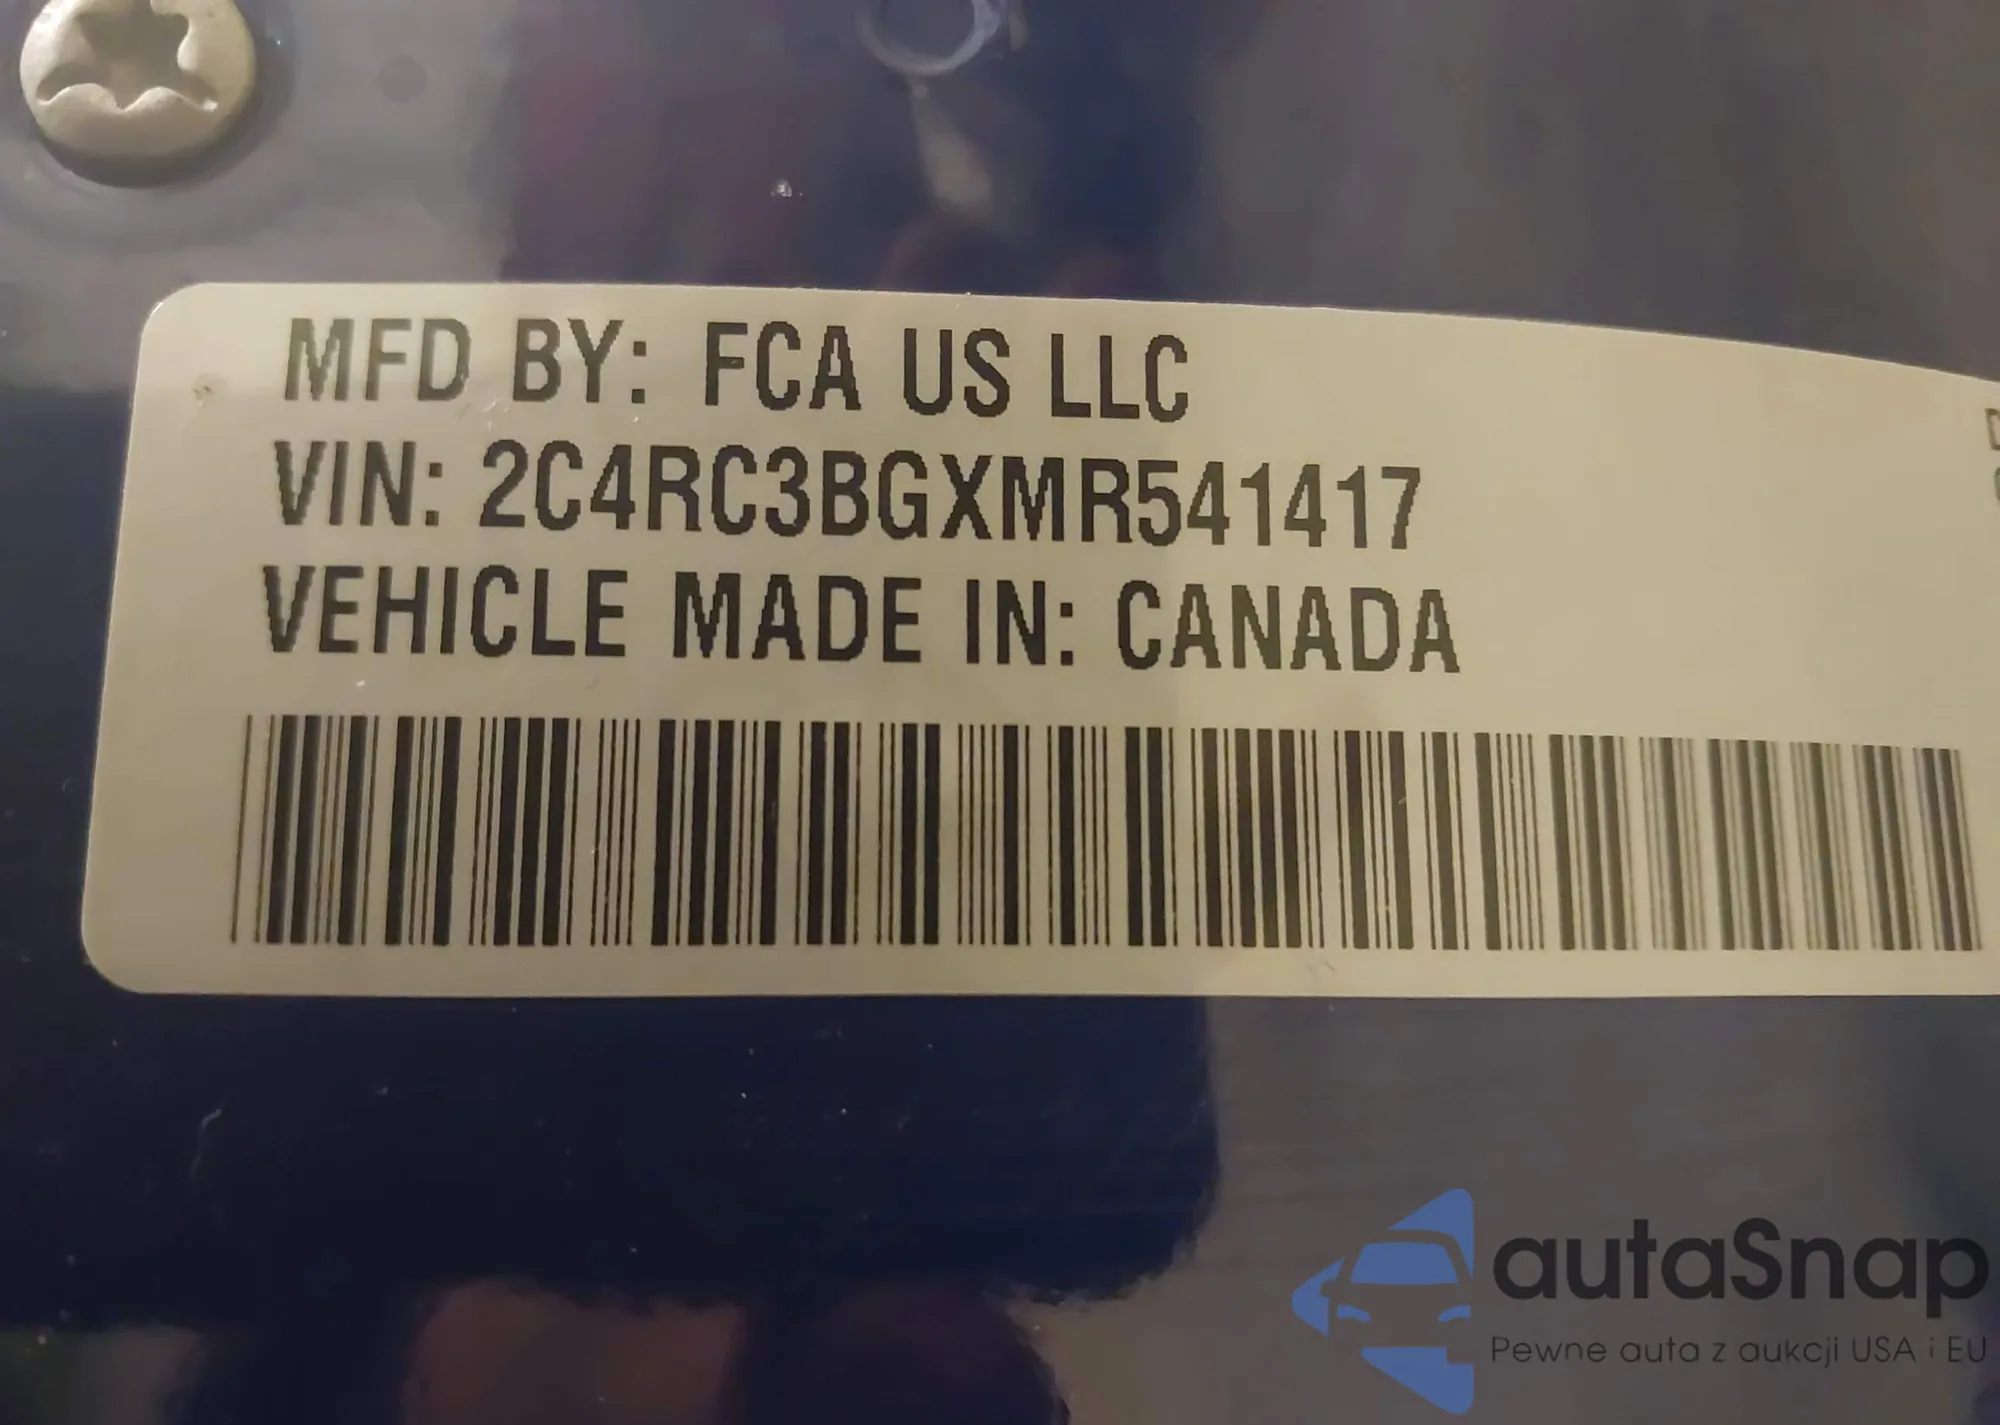 MFD BY: FCA US LLC
VIN: 2C4RC3BGXMR541417
VEHICLE MADE IN: CANADA
autaSnap
Pewne auta z aukcji USA i EU